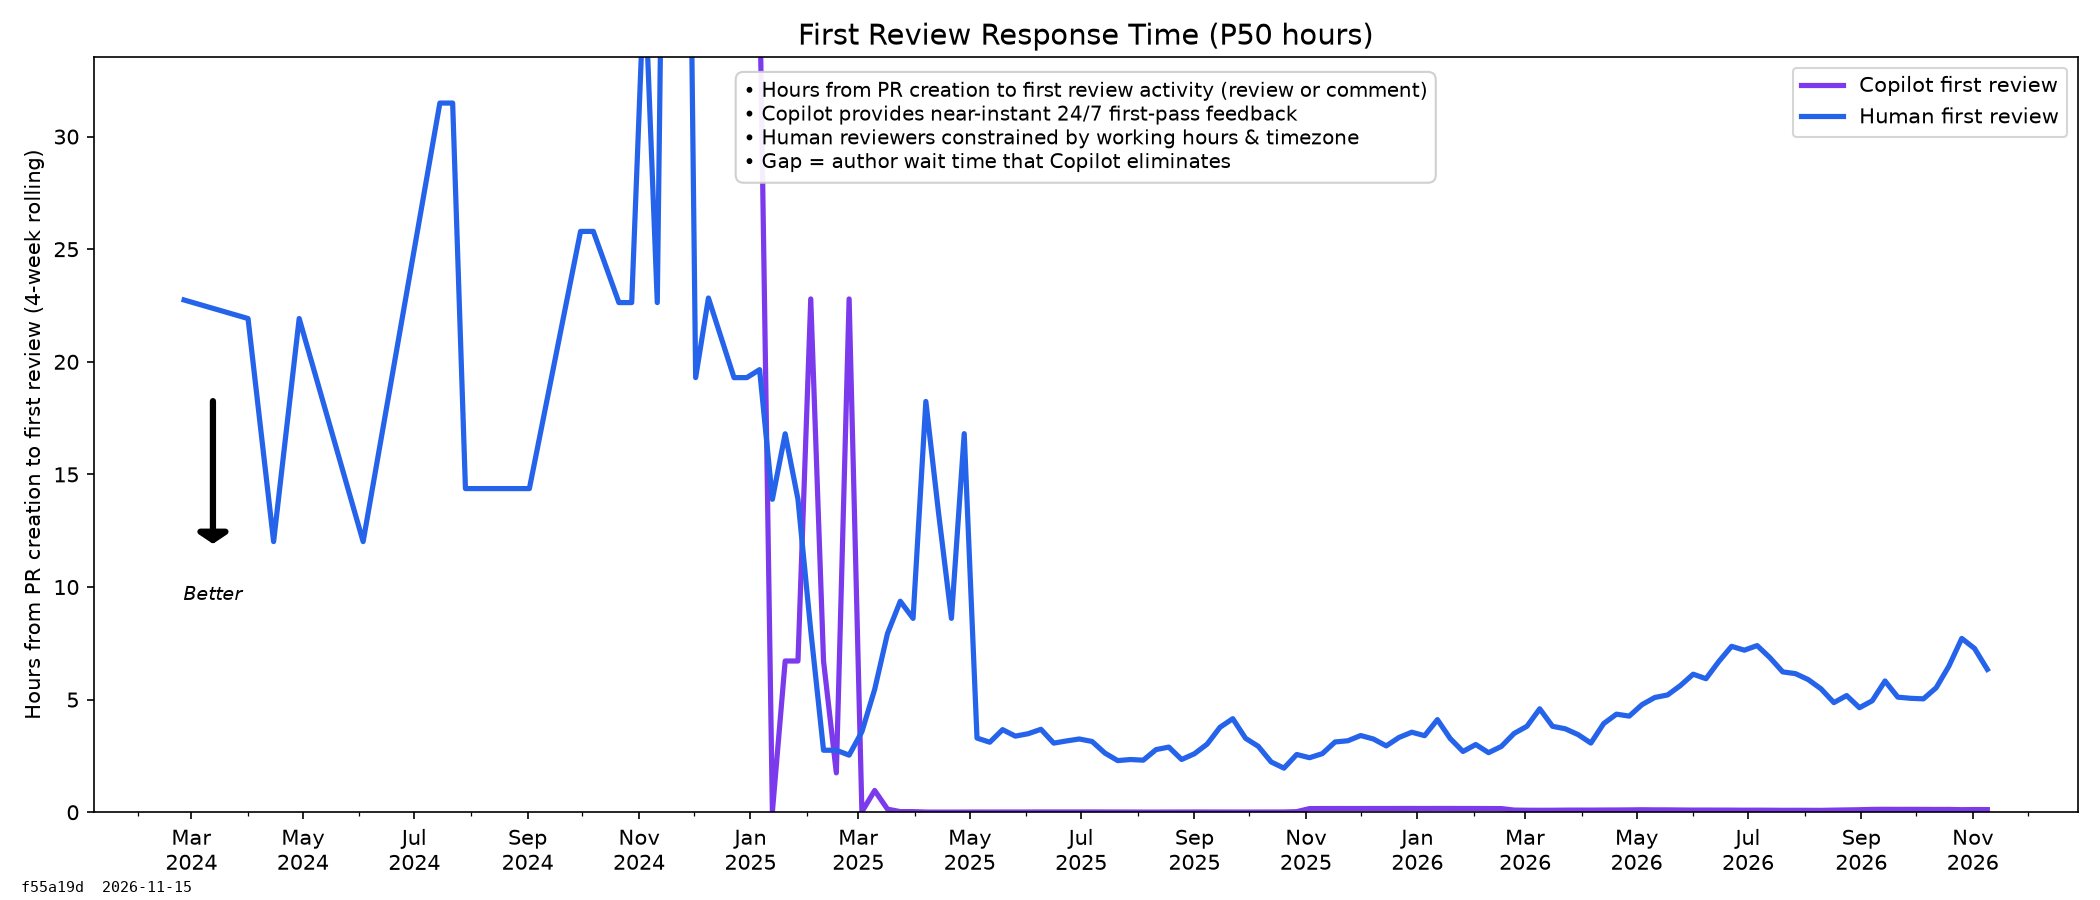 First Review Response Time (P50 hours)
• Hours from PR creation to first review activity (review or comment)
• Copilot provides near-instant 24/7 first-pass feedback
• Human reviewers constrained by working hours & timezone
• Gap = author wait time that Copilot eliminates
Copilot first review
Human first review
Hours from PR creation to first review (4-week rolling)
30
25
20
15
10
5
0
Better
Mar
2024
May
2024
Jul
2024
Sep
2024
Nov
2024
Jan
2025
Mar
2025
May
2025
Jul
2025
Sep
2025
Nov
2025
Jan
2026
Mar
2026
May
2026
Jul
2026
Sep
2026
Nov
2026
f55a19d 2026-11-15